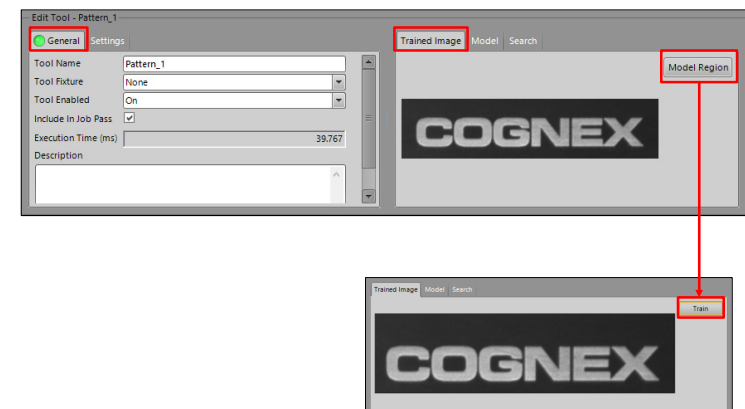 Edit Tool - Pattern_1
General Settings
Trained Image Model Search
Tool Name Pattern_1
Model Region
Tool Fixture None
Tool Enabled On
Include In Job Pass
Execution Time (ms) 39.767
Description
COGNEX
Trained Image Model Search
Train
COGNEX